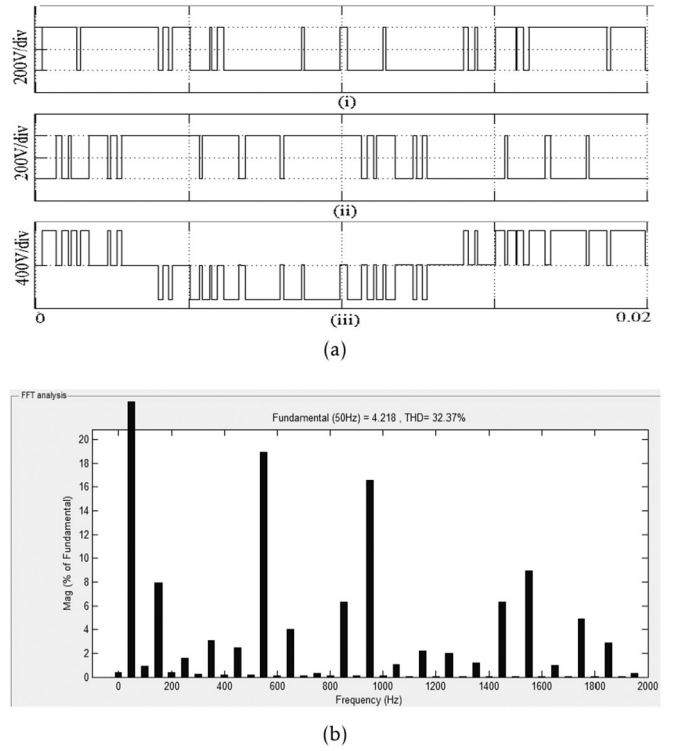 200V/div
(i)
200V/div
(ii)
400V/div
0
(iii)
0.02
(a)
FFT analysis
Fundamental (50Hz) = 4.218 , THD= 32.37%
Mag (% of Fundamental)
20
18
16
14
12
10
8
6
4
2
0
0 200 400 600 800 1000 1200 1400 1600 1800 2000
Frequency (Hz)
(b)